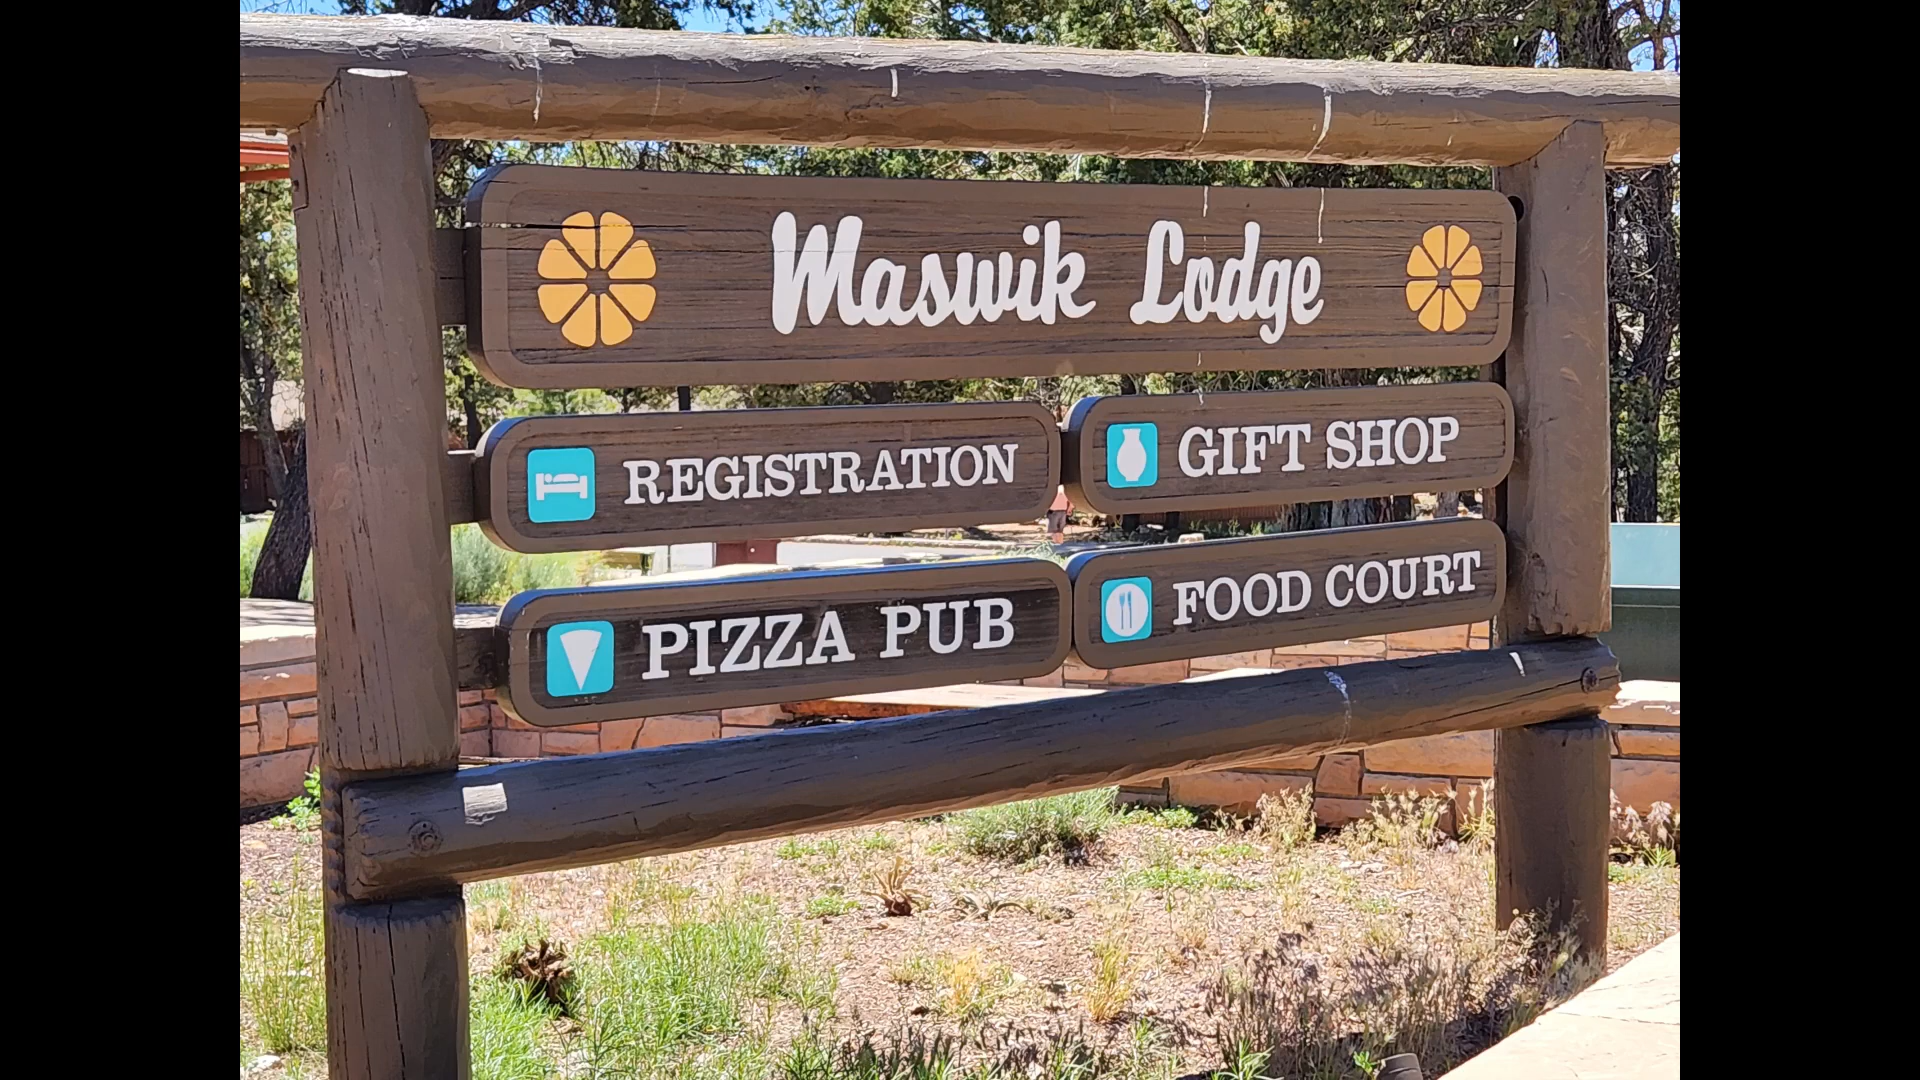 Maswik Lodge
REGISTRATION
GIFT SHOP
PIZZA PUB
FOOD COURT